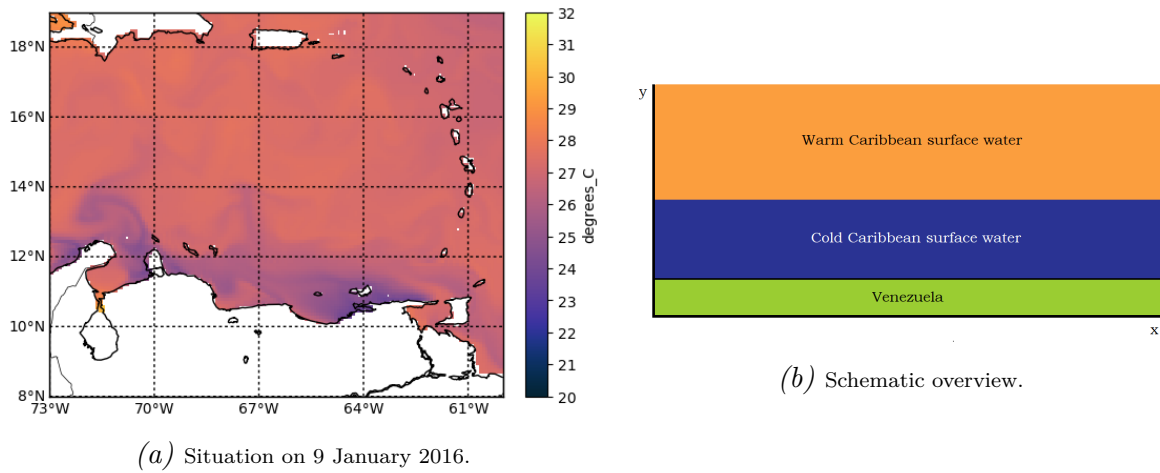 18°N
16°N
14°N
12°N
10°N
8°N
73°W 70°W 67°W 64°W 61°W
32
31
30
29
28
27
26
25
24
23
22
21
20
degrees_C
(a) Situation on 9 January 2016.
y
Warm Caribbean surface water
Cold Caribbean surface water
Venezuela
x
(b) Schematic overview.